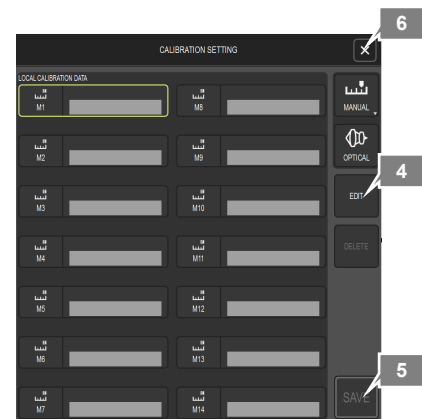 6
CALIBRATION SETTING
LOCAL CALIBRATION DATA
M1
M8
MANUAL
M2
M9
OPTICAL
4
M3
M10
EDIT
M4
M11
DELETE
M5
M12
M6
M13
5
M7
M14
SAVE